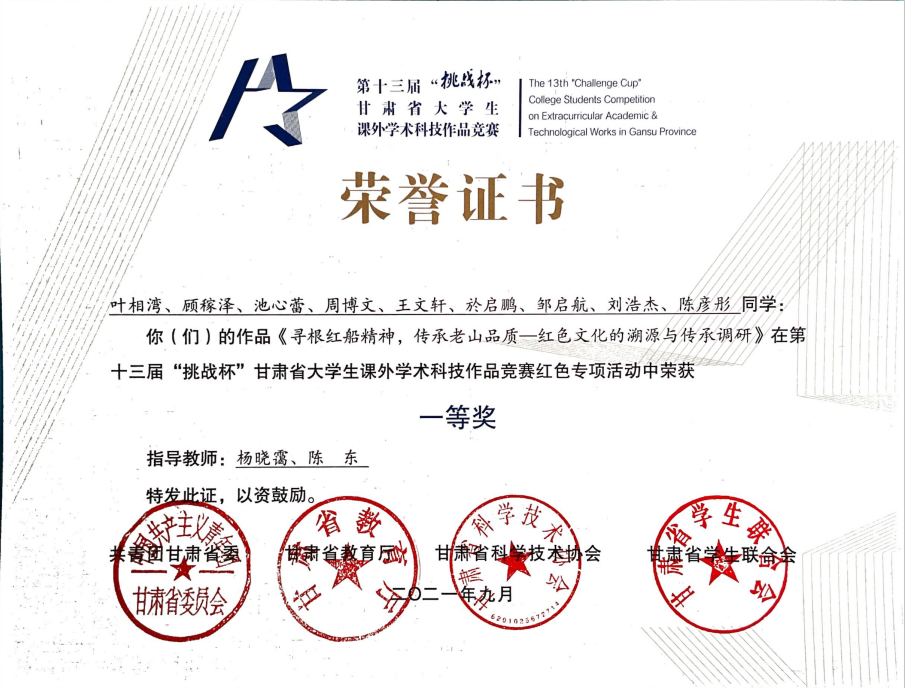 第十三届“挑战杯”
甘肃省大学生
课外学术科技作品竞赛
The 13th "Challenge Cup"
College Students Competition
on Extracurricular Academic &
Technological Works in Gansu Province
荣誉证书
叶相湾、顾稼泽、池心蕾、周博文、王文轩、於启鹏、邹启航、刘浩杰、陈彦彤 同学：
你（们）的作品《寻根红船精神，传承老山品质—红色文化的溯源与传承调研》在第
十三届“挑战杯”甘肃省大学生课外学术科技作品竞赛红色专项活动中荣获
一等奖
指导教师：杨晓霭、陈 东
特发此证，以资鼓励。
共青团甘肃省委 甘肃省教育厅 甘肃省科学技术协会 甘肃省学生联合会
二〇二一年九月
中国共产主义青年团
甘肃省委员会
甘肃省教育厅
甘肃省科学技术协会
甘肃省学生联合会